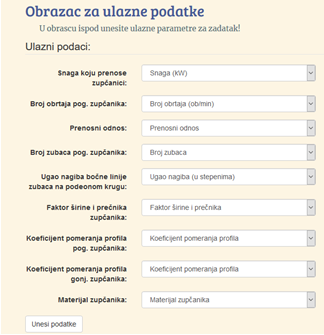 Obrazac za ulazne podatke
U obrascu ispod unesite ulazne parametre za zadatak!
Ulazni podaci:
Snaga koju prenose zupčanici:
Snaga (kW)
Broj obrtaja pog. zupčanika:
Broj obrtaja (ob/min)
Prenosni odnos:
Prenosni odnos
Broj zubaca pog. zupčanika:
Broj zubaca
Ugao nagiba bočne linije zubaca na podeonom krugu:
Ugao nagiba (u stepenima)
Faktor širine i prečnika zupčanika:
Faktor širine i prečnika
Koeficijent pomeranja profila pog. zupčanika:
Koeficijent pomeranja profila
Koeficijent pomeranja profila gonj. zupčanika:
Koeficijent pomeranja profila
Materijal zupčanika:
Materijal zupčanika
Unesi podatke